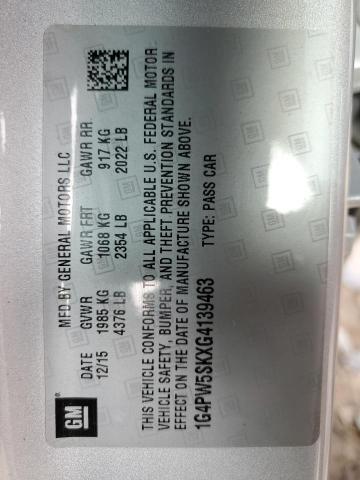 GM
MFD BY GENERAL MOTORS LLC
DATE GVWR GAWR FRT GAWR RR
12/15 1985 KG 1068 KG 917 KG
4376 LB 2354 LB 2022 LB
THIS VEHICLE CONFORMS TO ALL APPLICABLE U.S. FEDERAL MOTOR
VEHICLE SAFETY, BUMPER, AND THEFT PREVENTION STANDARDS IN
EFFECT ON THE DATE OF MANUFACTURE SHOWN ABOVE.
1G4PW5SKXG4139463 TYPE: PASS CAR